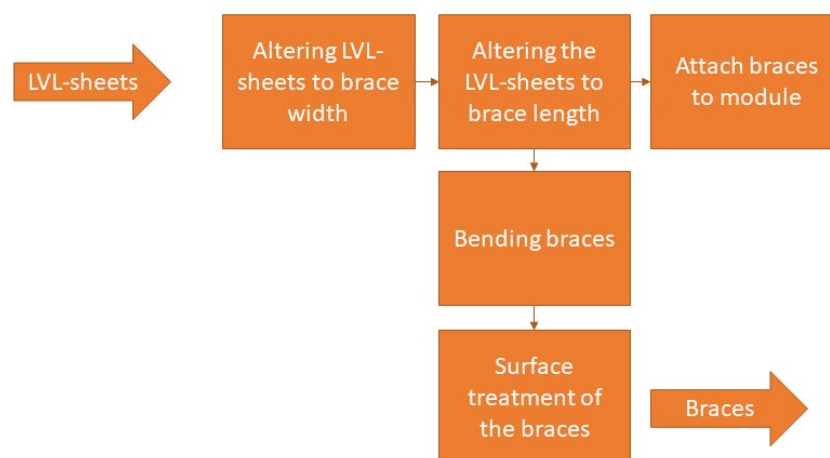 LVL-sheets
Altering LVL-
sheets to brace
width
Altering the
LVL-sheets to
brace length
Attach braces
to module
Bending braces
Surface
treatment of
the braces
Braces